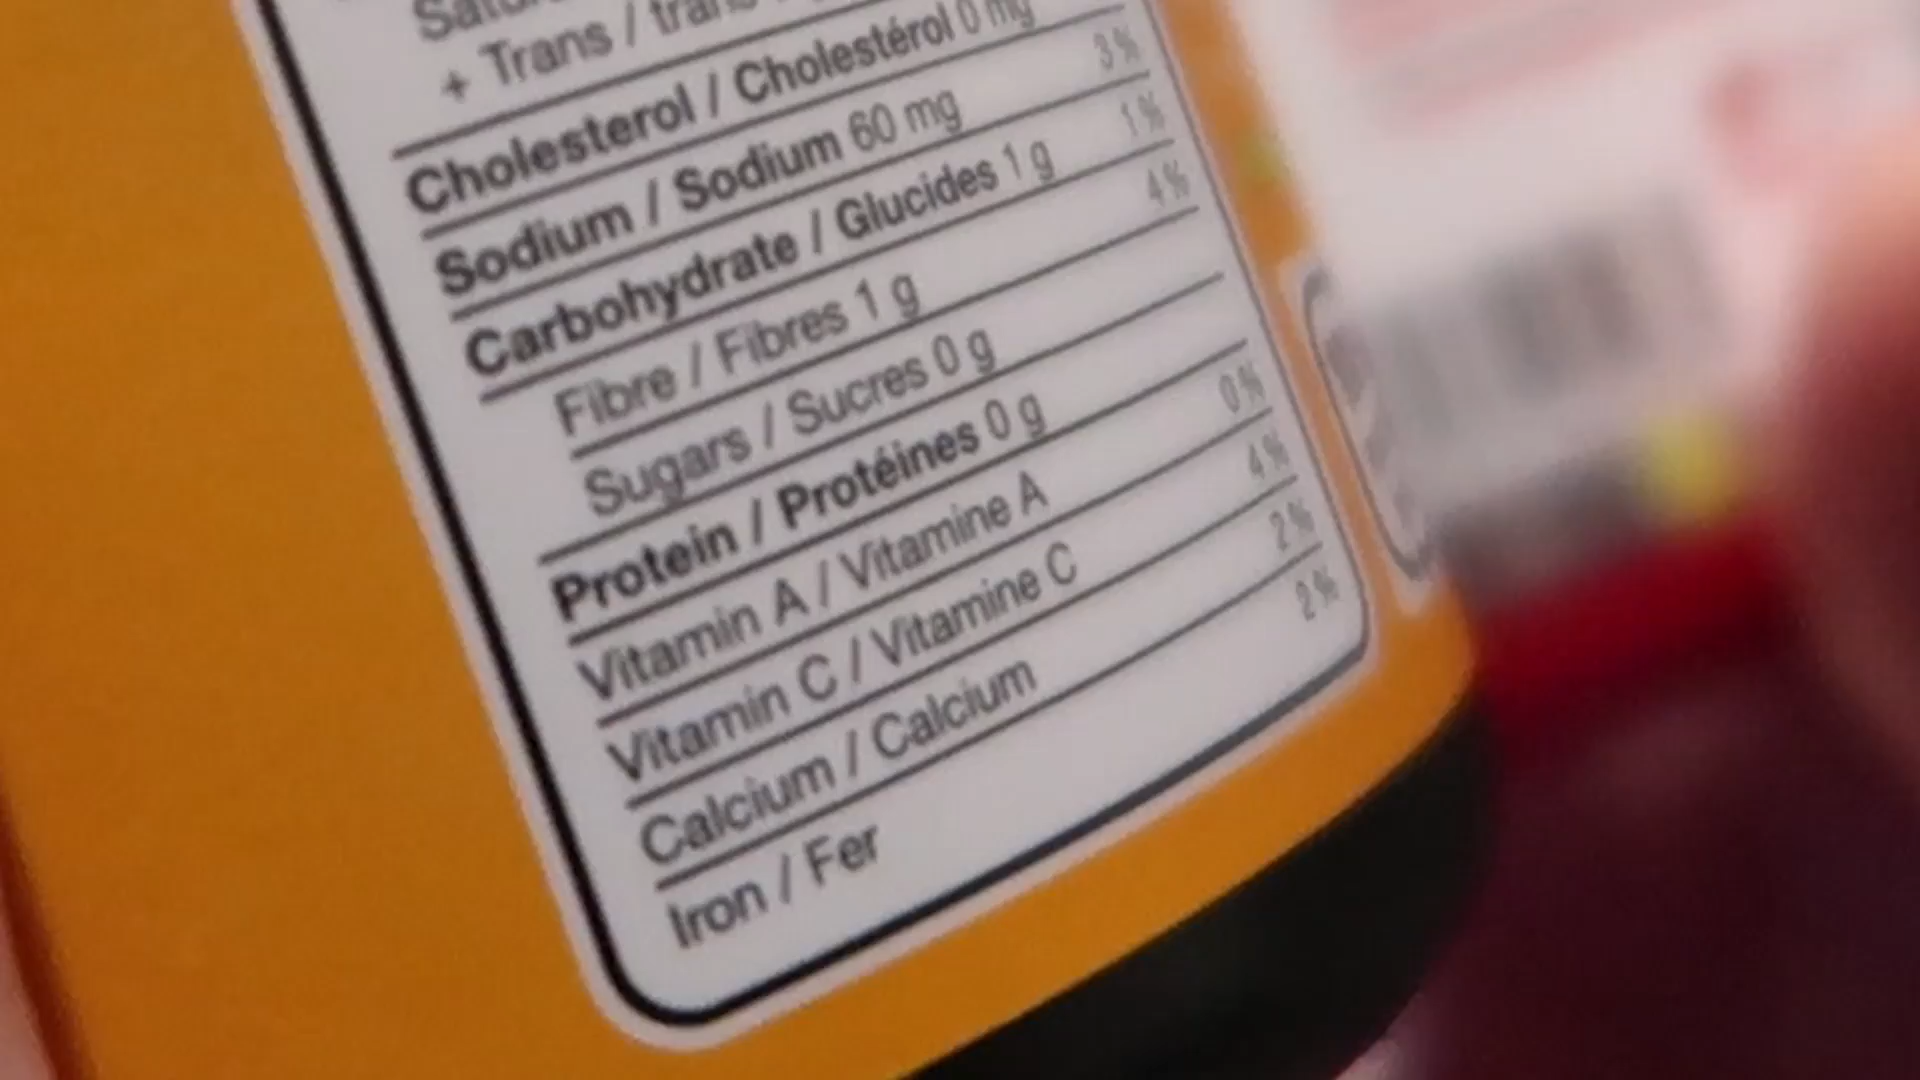 + Trans / trans
Cholesterol / Cholestérol 0 mg
Sodium / Sodium 60 mg 3 %
Carbohydrate / Glucides 1 g 1 %
Fibre / Fibres 1 g 4 %
Sugars / Sucres 0 g
Protein / Protéines 0 g
Vitamin A / Vitamine A 0 %
Vitamin C / Vitamine C 4 %
Calcium / Calcium 2 %
Iron / Fer 2 %